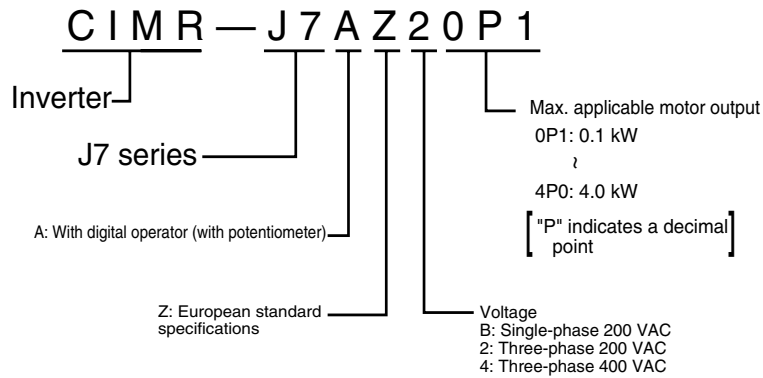 CIMR—J7AZ20P1
Inverter
J7 series
A: With digital operator (with potentiometer)
Z: European standard
specifications
Max. applicable motor output
0P1: 0.1 kW
~
4P0: 4.0 kW
"P" indicates a decimal
point
Voltage
B: Single-phase 200 VAC
2: Three-phase 200 VAC
4: Three-phase 400 VAC